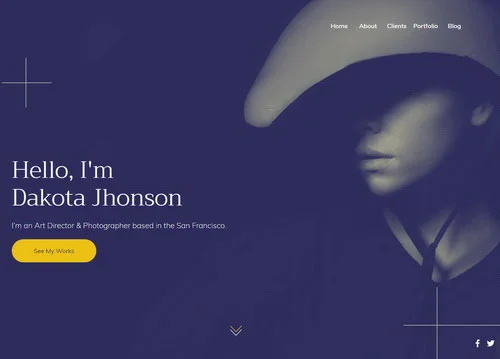 Home About Clients Portfolio Blog
Hello, I'm
Dakota Jhonson
I'm an Art Director & Photographer based in the San Francisco.
See My Works